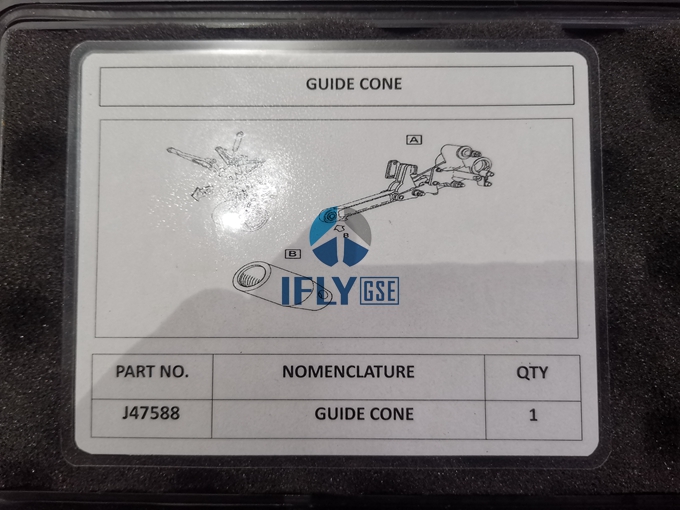 GUIDE CONE
A
B
B
IFLY GSE
PART NO. NOMENCLATURE QTY
J47588 GUIDE CONE 1